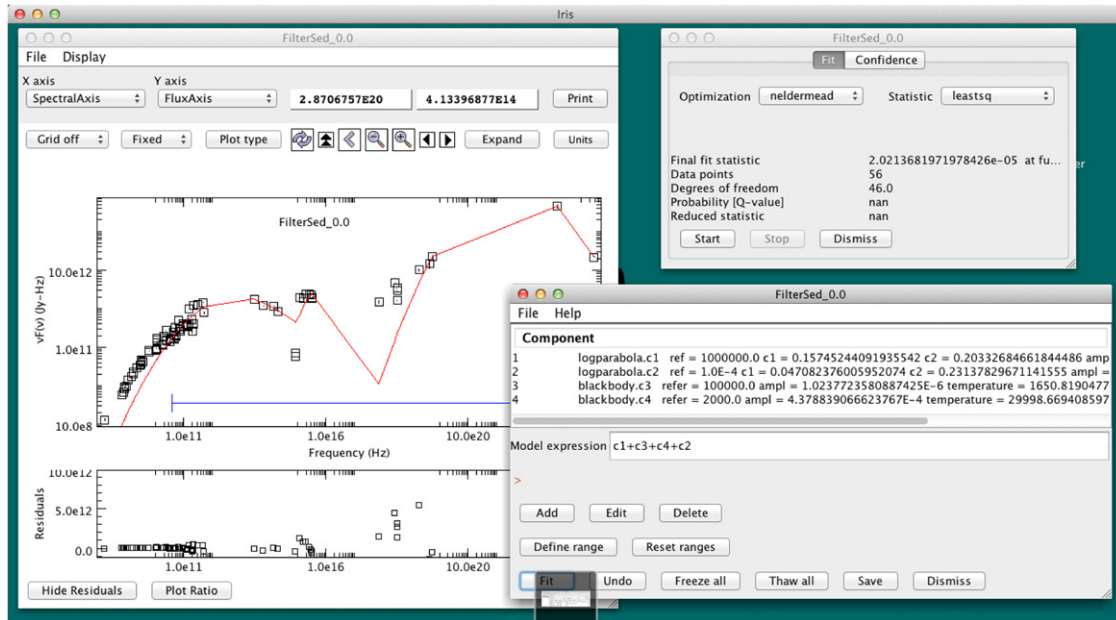 Iris
FilterSed_0.0
File Display
X axis Y axis
SpectralAxis FluxAxis 2.8706757E20 4.13396877E14 Print
Grid off Fixed Plot type Expand Units
FilterSed_0.0
10.0e12
1.0e11
10.0e8
νF(ν) (Jy-Hz)
1.0e11 1.0e16 10.0e20
Frequency (Hz)
10.0e12
5.0e12
0.0
Residuals
1.0e11 1.0e16 10.0e20
Hide Residuals Plot Ratio
FilterSed_0.0
Fit Confidence
Optimization neldermead Statistic leastsq
Final fit statistic 2.0213681971978426e-05 at fu...
Data points 56
Degrees of freedom 46.0
Probability [Q-value] nan
Reduced statistic nan
Start Stop Dismiss
er
FilterSed_0.0
File Help
Component
1 logparabola.c1 ref = 1000000.0 c1 = 0.15745244091935542 c2 = 0.20332684661844486 amp
2 logparabola.c2 ref = 1.0E-4 c1 = 0.047082376005952074 c2 = 0.23137829671141555 ampl =
3 blackbody.c3 refer = 100000.0 ampl = 1.0237723580887425E-6 temperature = 1650.8190477
4 blackbody.c4 refer = 2000.0 ampl = 4.378839066623767E-4 temperature = 29998.669408597
Model expression c1+c3+c4+c2
>
Add Edit Delete
Define range Reset ranges
Fit Undo Freeze all Thaw all Save Dismiss